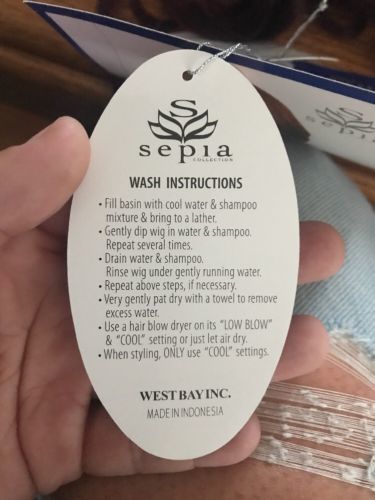 S
sepia
COLLECTION
WASH INSTRUCTIONS
• Fill basin with cool water & shampoo
mixture & bring to a lather.
• Gently dip wig in water & shampoo.
Repeat several times.
• Drain water & shampoo.
Rinse wig under gently running water.
• Repeat above steps, if necessary.
• Very gently pat dry with a towel to remove
excess water.
• Use a hair blow dryer on its "LOW BLOW"
& "COOL" setting or just let air dry.
• When styling, ONLY use "COOL" settings.
WEST BAY INC.
MADE IN INDONESIA
S
sepia